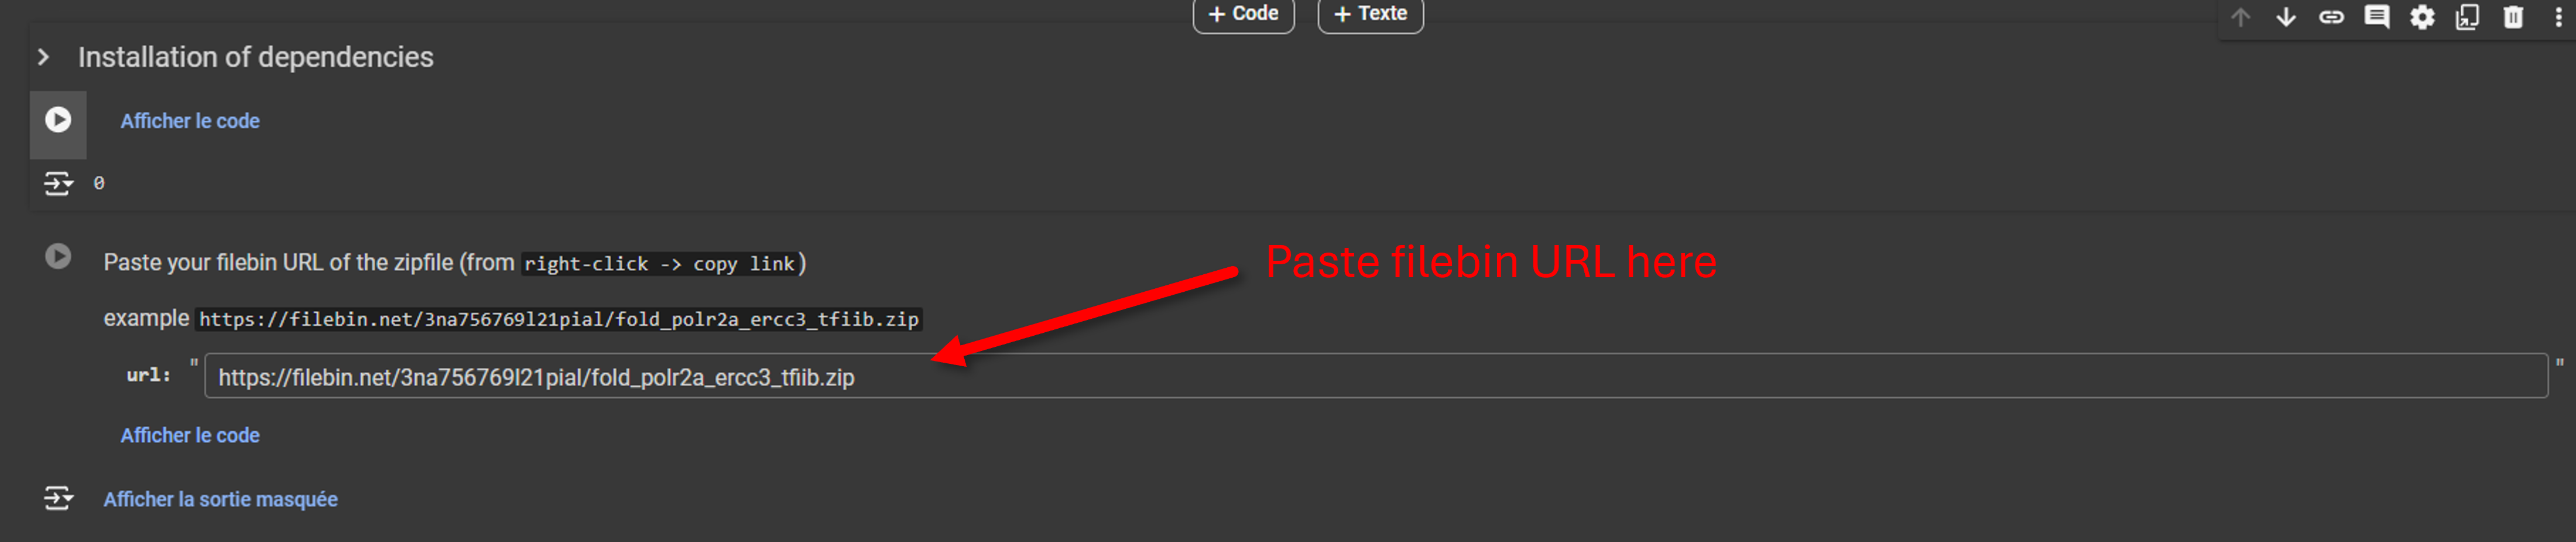 + Code + Texte
Installation of dependencies
Afficher le code
0
Paste your filebin URL of the zipfile (from right-click -> copy link)
Paste filebin URL here
example https://filebin.net/3na756769l21pial/fold_polr2a_ercc3_tfiib.zip
url: " https://filebin.net/3na756769l21pial/fold_polr2a_ercc3_tfiib.zip "
Afficher le code
Afficher la sortie masquée